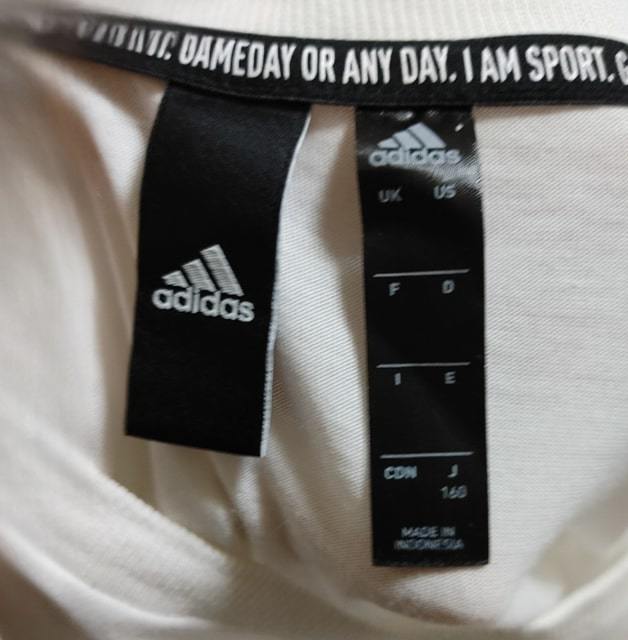 GAMEDAY OR ANY DAY. I AM SPORT.
adidas
adidas
UK US
F D
I E
CDN J
160
MADE IN
INDONESIA